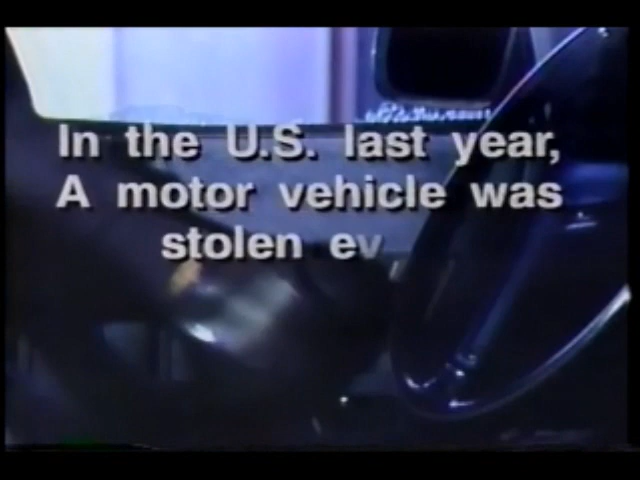 In the U.S. last year,
A motor vehicle was
stolen ev